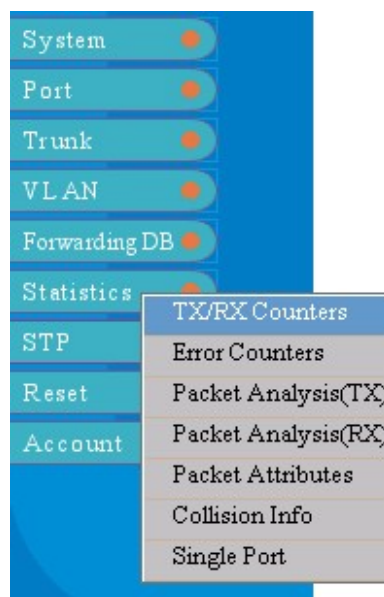 System
Port
Trunk
VLAN
Forwarding DB
Statistics
TX/RX Counters
Error Counters
STP
Packet Analysis(TX)
Reset
Packet Analysis(RX)
Account
Packet Attributes
Collision Info
Single Port